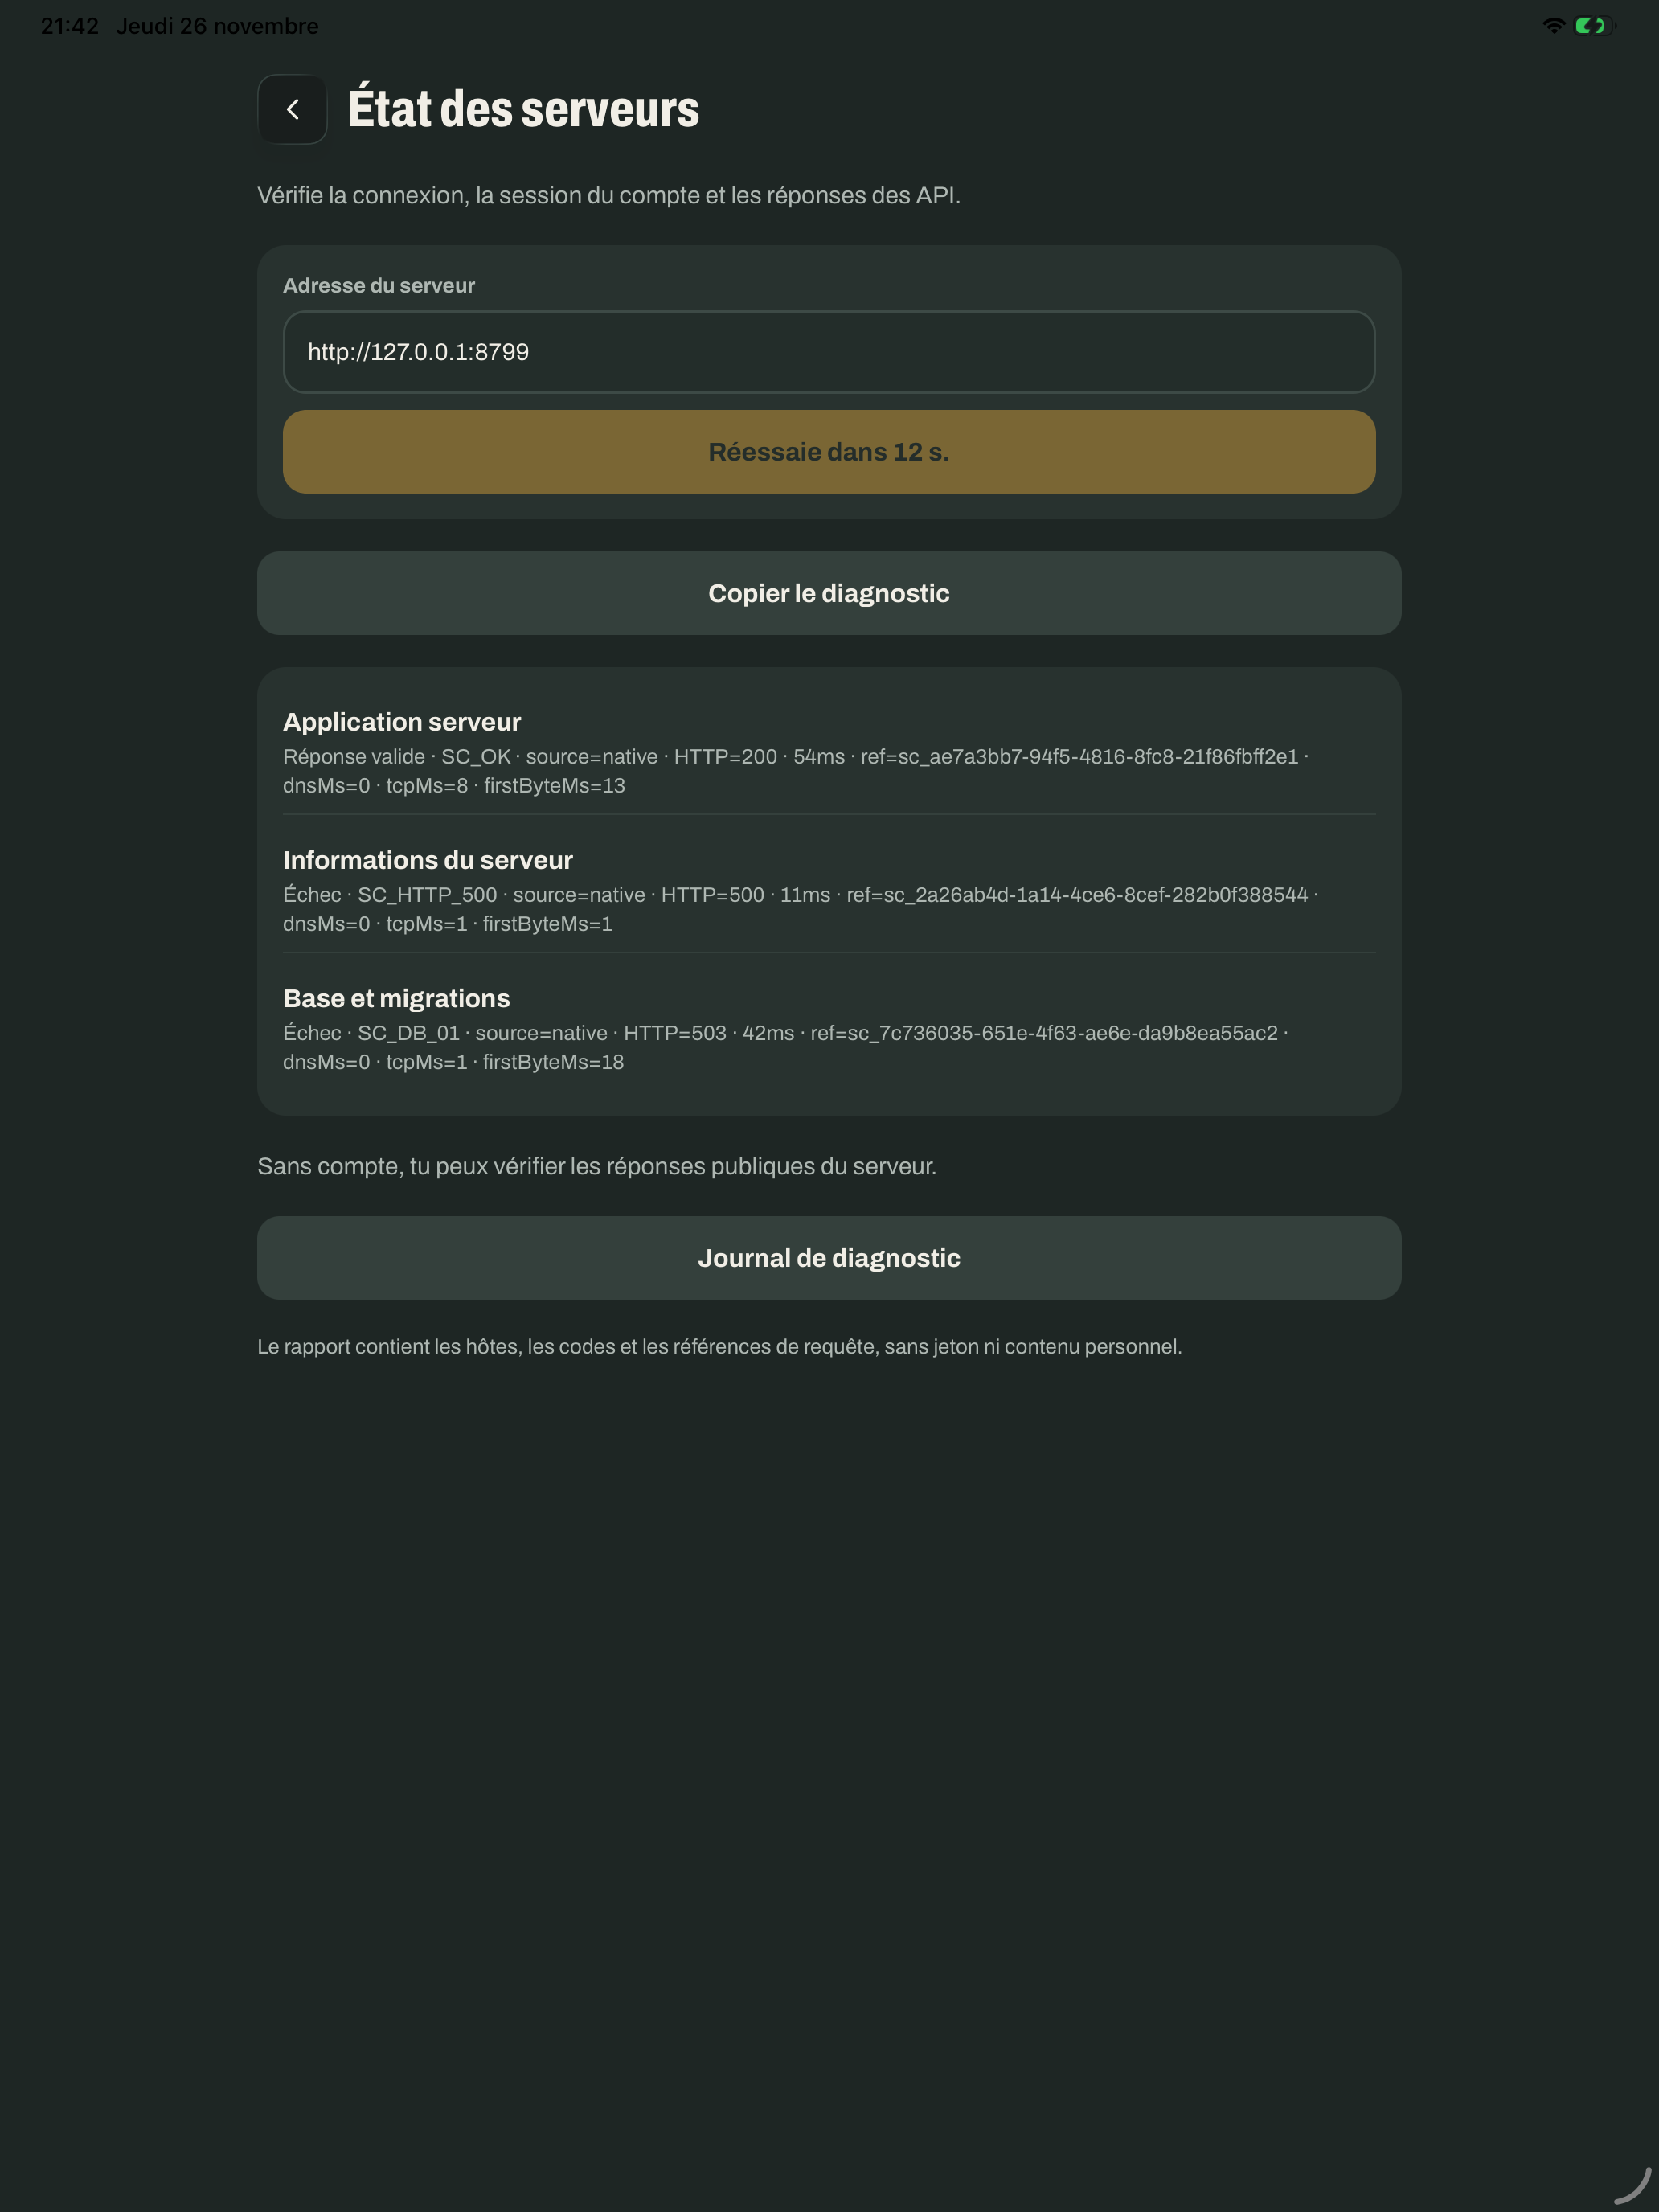 21:42 Jeudi 26 novembre
État des serveurs
Vérifie la connexion, la session du compte et les réponses des API.
Adresse du serveur
http://127.0.0.1:8799
Réessaie dans 12 s.
Copier le diagnostic
Application serveur
Réponse valide · SC_OK · source=native · HTTP=200 · 54ms · ref=sc_ae7a3bb7-94f5-4816-8fc8-21f86fbff2e1 ·
dnsMs=0 · tcpMs=8 · firstByteMs=13
Informations du serveur
Échec · SC_HTTP_500 · source=native · HTTP=500 · 11ms · ref=sc_2a26ab4d-1a14-4ce6-8cef-282b0f388544 ·
dnsMs=0 · tcpMs=1 · firstByteMs=1
Base et migrations
Échec · SC_DB_01 · source=native · HTTP=503 · 42ms · ref=sc_7c736035-651e-4f63-ae6e-da9b8ea55ac2 ·
dnsMs=0 · tcpMs=1 · firstByteMs=18
Sans compte, tu peux vérifier les réponses publiques du serveur.
Journal de diagnostic
Le rapport contient les hôtes, les codes et les références de requête, sans jeton ni contenu personnel.